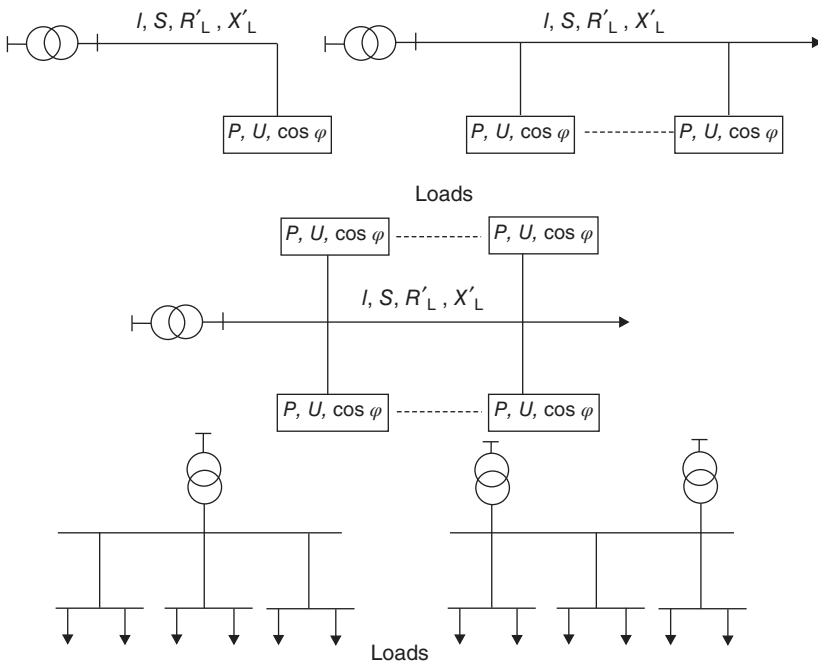 I, S, R′L , X′L
I, S, R′L , X′L
P, U, cos φ
P, U, cos φ
P, U, cos φ
Loads
P, U, cos φ
P, U, cos φ
I, S, R′L , X′L
P, U, cos φ
P, U, cos φ
Loads